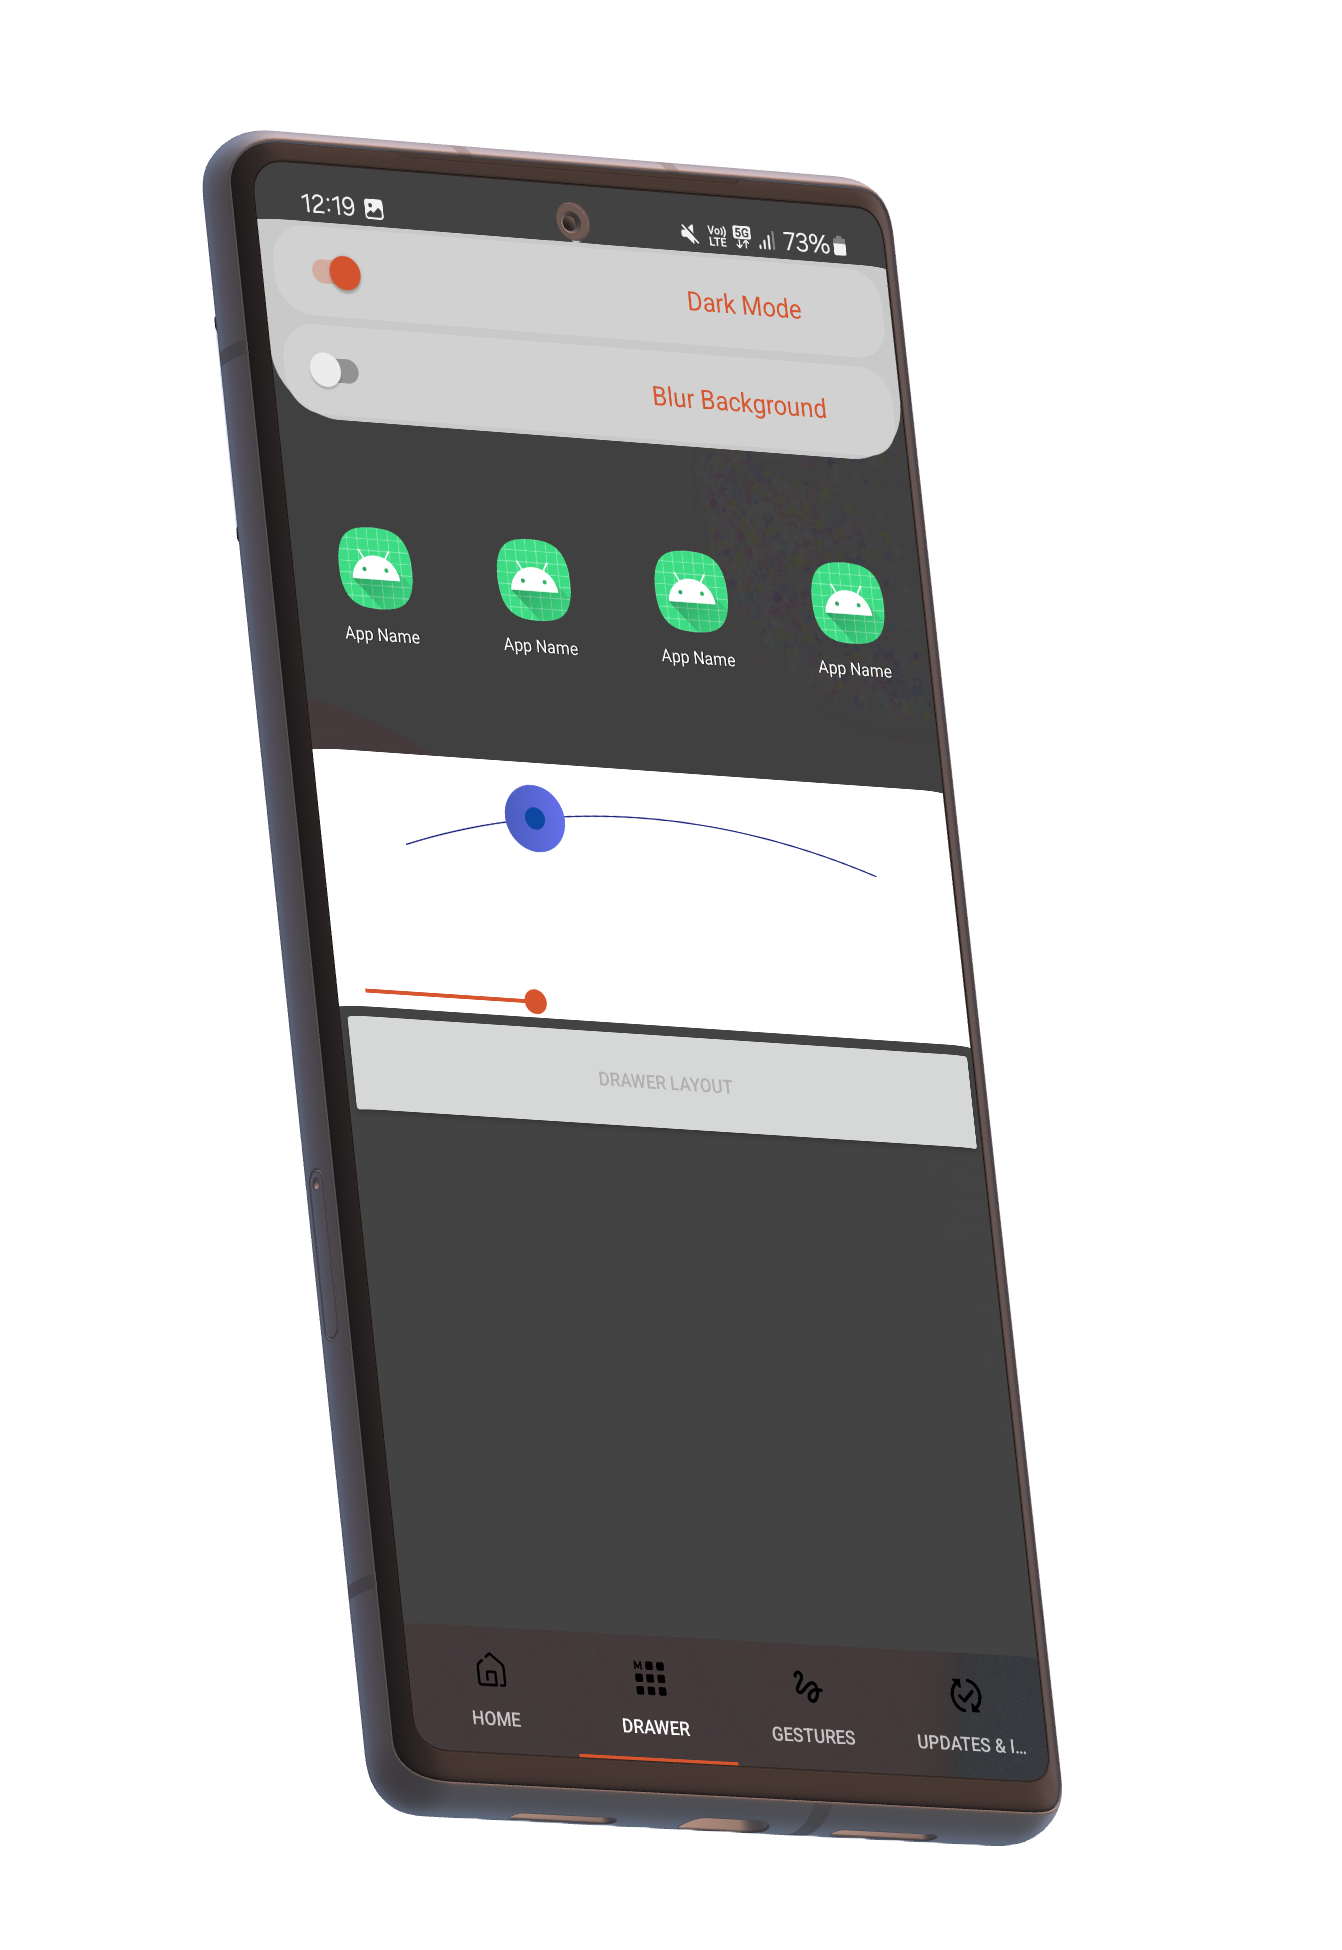 12:19
Vo))
LTE
5G
73%
Dark Mode
Blur Background
App Name
App Name
App Name
App Name
DRAWER LAYOUT
M
HOME
DRAWER
GESTURES
UPDATES & I...